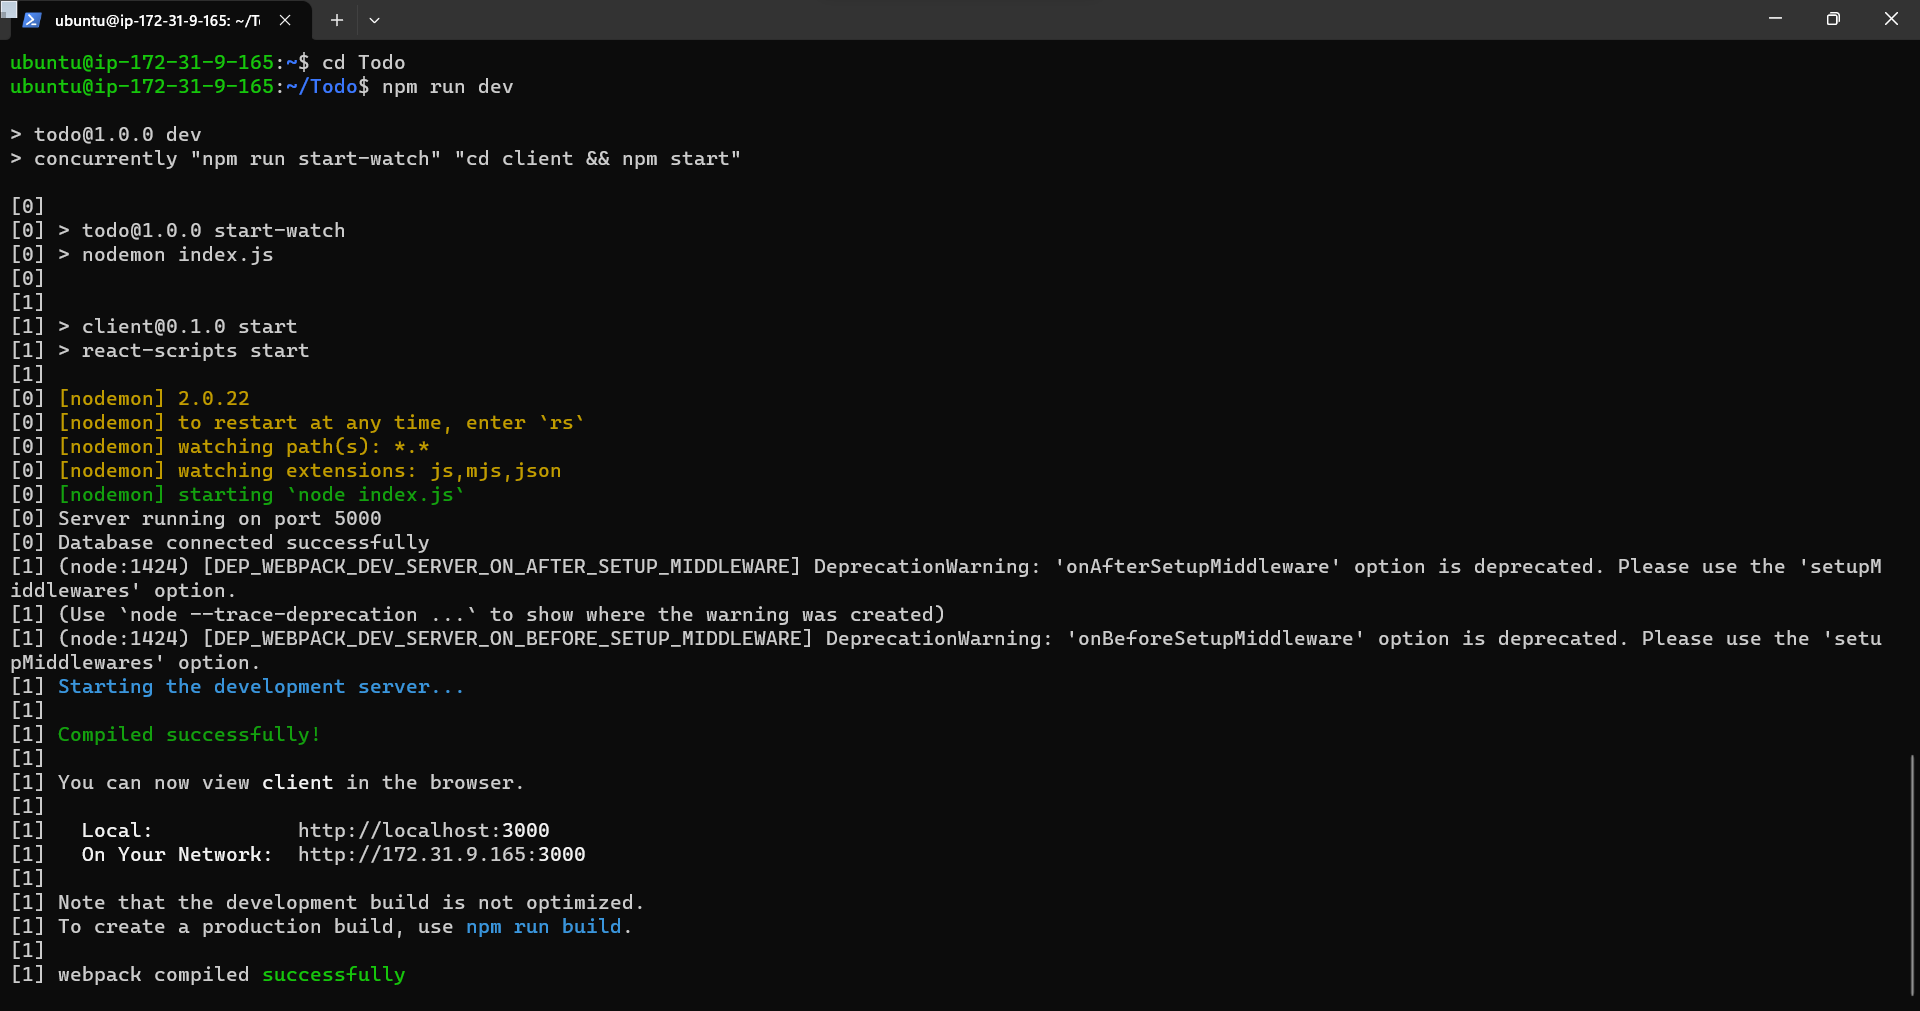 ubuntu@ip-172-31-9-165: ~/T
ubuntu@ip-172-31-9-165:~$ cd Todo
ubuntu@ip-172-31-9-165:~/Todo$ npm run dev
> todo@1.0.0 dev
> concurrently "npm run start-watch" "cd client && npm start"
[0]
[0] > todo@1.0.0 start-watch
[0] > nodemon index.js
[0]
[1]
[1] > client@0.1.0 start
[1] > react-scripts start
[1]
[0] [nodemon] 2.0.22
[0] [nodemon] to restart at any time, enter `rs`
[0] [nodemon] watching path(s): *.*
[0] [nodemon] watching extensions: js,mjs,json
[0] [nodemon] starting `node index.js`
[0] Server running on port 5000
[0] Database connected successfully
[1] (node:1424) [DEP_WEBPACK_DEV_SERVER_ON_AFTER_SETUP_MIDDLEWARE] DeprecationWarning: 'onAfterSetupMiddleware' option is deprecated. Please use the 'setupM
iddlewares' option.
[1] (Use `node --trace-deprecation ...` to show where the warning was created)
[1] (node:1424) [DEP_WEBPACK_DEV_SERVER_ON_BEFORE_SETUP_MIDDLEWARE] DeprecationWarning: 'onBeforeSetupMiddleware' option is deprecated. Please use the 'setu
pMiddlewares' option.
[1] Starting the development server...
[1]
[1] Compiled successfully!
[1]
[1] You can now view client in the browser.
[1]
[1]   Local:            http://localhost:3000
[1]   On Your Network:  http://172.31.9.165:3000
[1]
[1] Note that the development build is not optimized.
[1] To create a production build, use npm run build.
[1]
[1] webpack compiled successfully